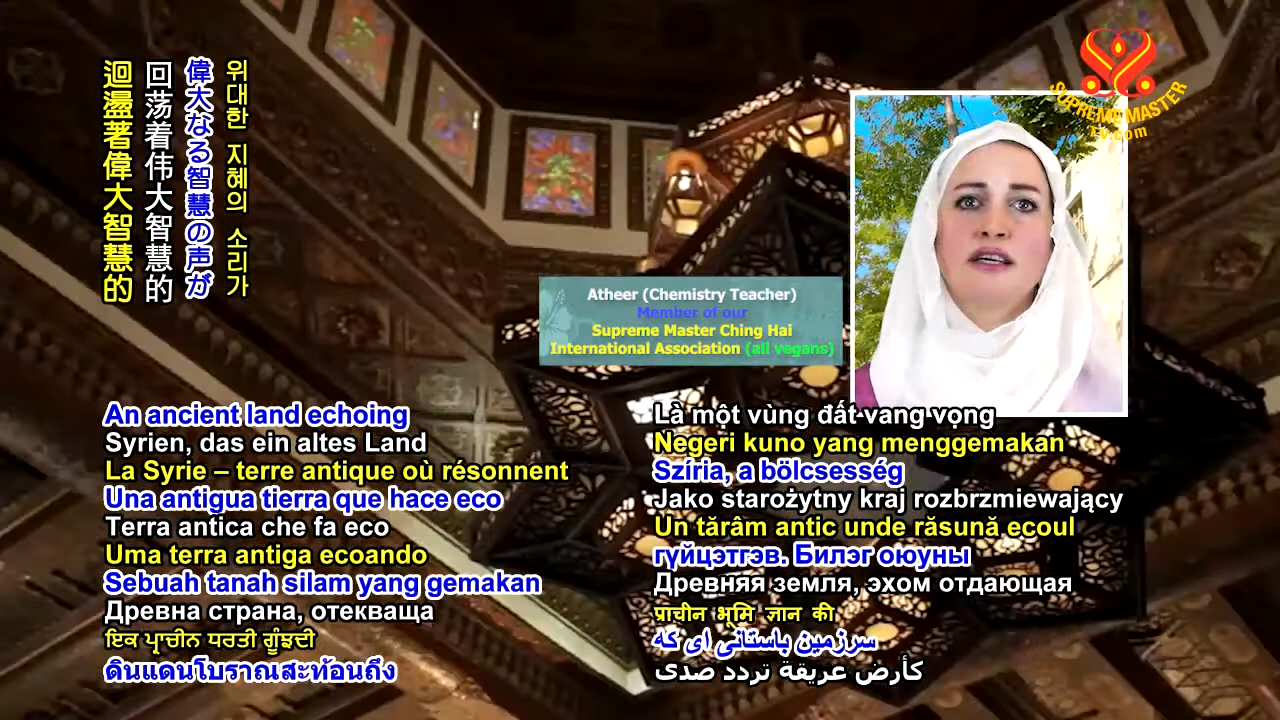 迴盪著偉大智慧的
回荡着伟大智慧的
偉大なる智慧の声が
위대한 지혜의 소리가
SUPREME MASTER
TV.com
Atheer (Chemistry Teacher)
Member of our
Supreme Master Ching Hai
International Association (all vegans)
An ancient land echoing
Syrien, das ein altes Land
La Syrie – terre antique où résonnent
Una antigua tierra que hace eco
Terra antica che fa eco
Uma terra antiga ecoando
Sebuah tanah silam yang gemakan
Древна страна, отекваща
ਇਕ ਪ੍ਰਾਚੀਨ ਧਰਤੀ ਗੂੰਝਦੀ
ดินแดนโบราณสะท้อนถึง
Là một vùng đất vang vọng
Negeri kuno yang menggemakan
Szíria, a bölcsesség
Jako starożytny kraj rozbrzmiewający
Un tărâm antic unde răsună ecoul
гүйцэтгэв. Билэг оюуны
Древняя земля, эхом отдающая
प्राचीन भूमि ज्ञान की
سرزمین باستانی ای که
كأرض عريقة تردد صدى